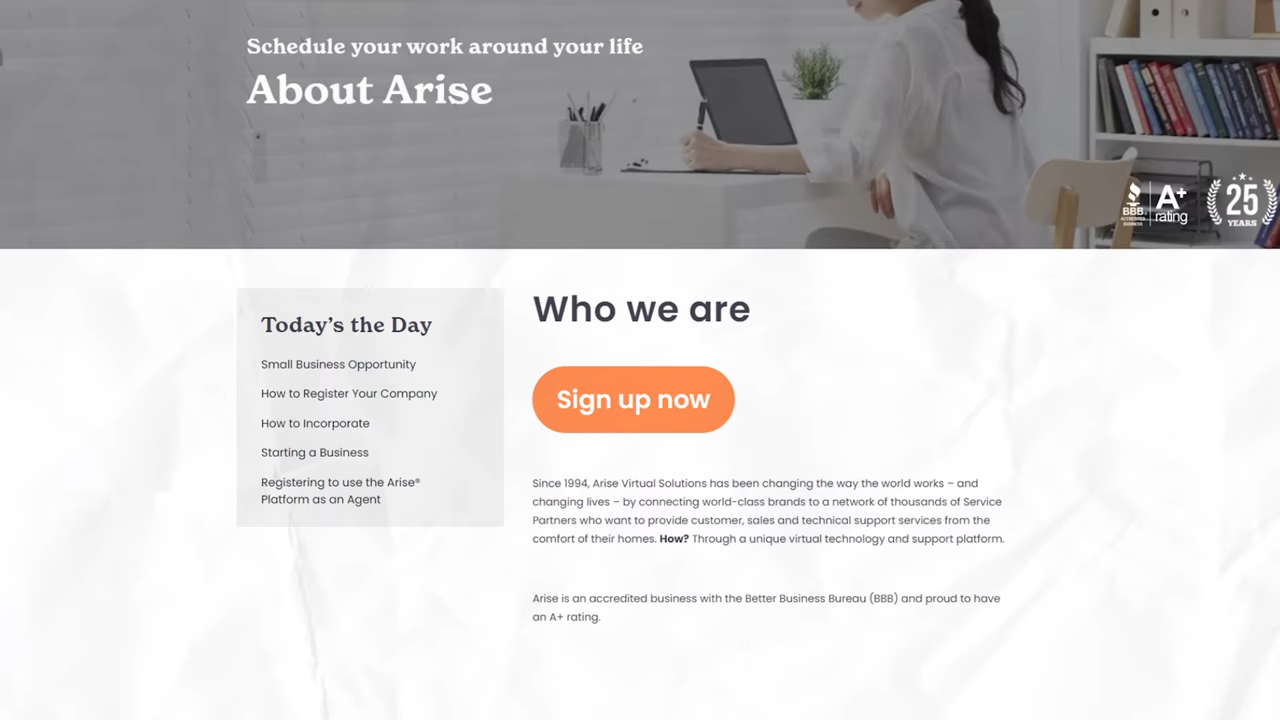 Schedule your work around your life
About Arise
BBB
ACCREDITED
BUSINESS
A+
rating
25
YEARS
Today's the Day
Small Business Opportunity
How to Register Your Company
How to Incorporate
Starting a Business
Registering to use the Arise®
Platform as an Agent
Who we are
Sign up now
Since 1994, Arise Virtual Solutions has been changing the way the world works – and
changing lives – by connecting world-class brands to a network of thousands of Service
Partners who want to provide customer, sales and technical support services from the
comfort of their homes. How? Through a unique virtual technology and support platform.
Arise is an accredited business with the Better Business Bureau (BBB) and proud to have
an A+ rating.